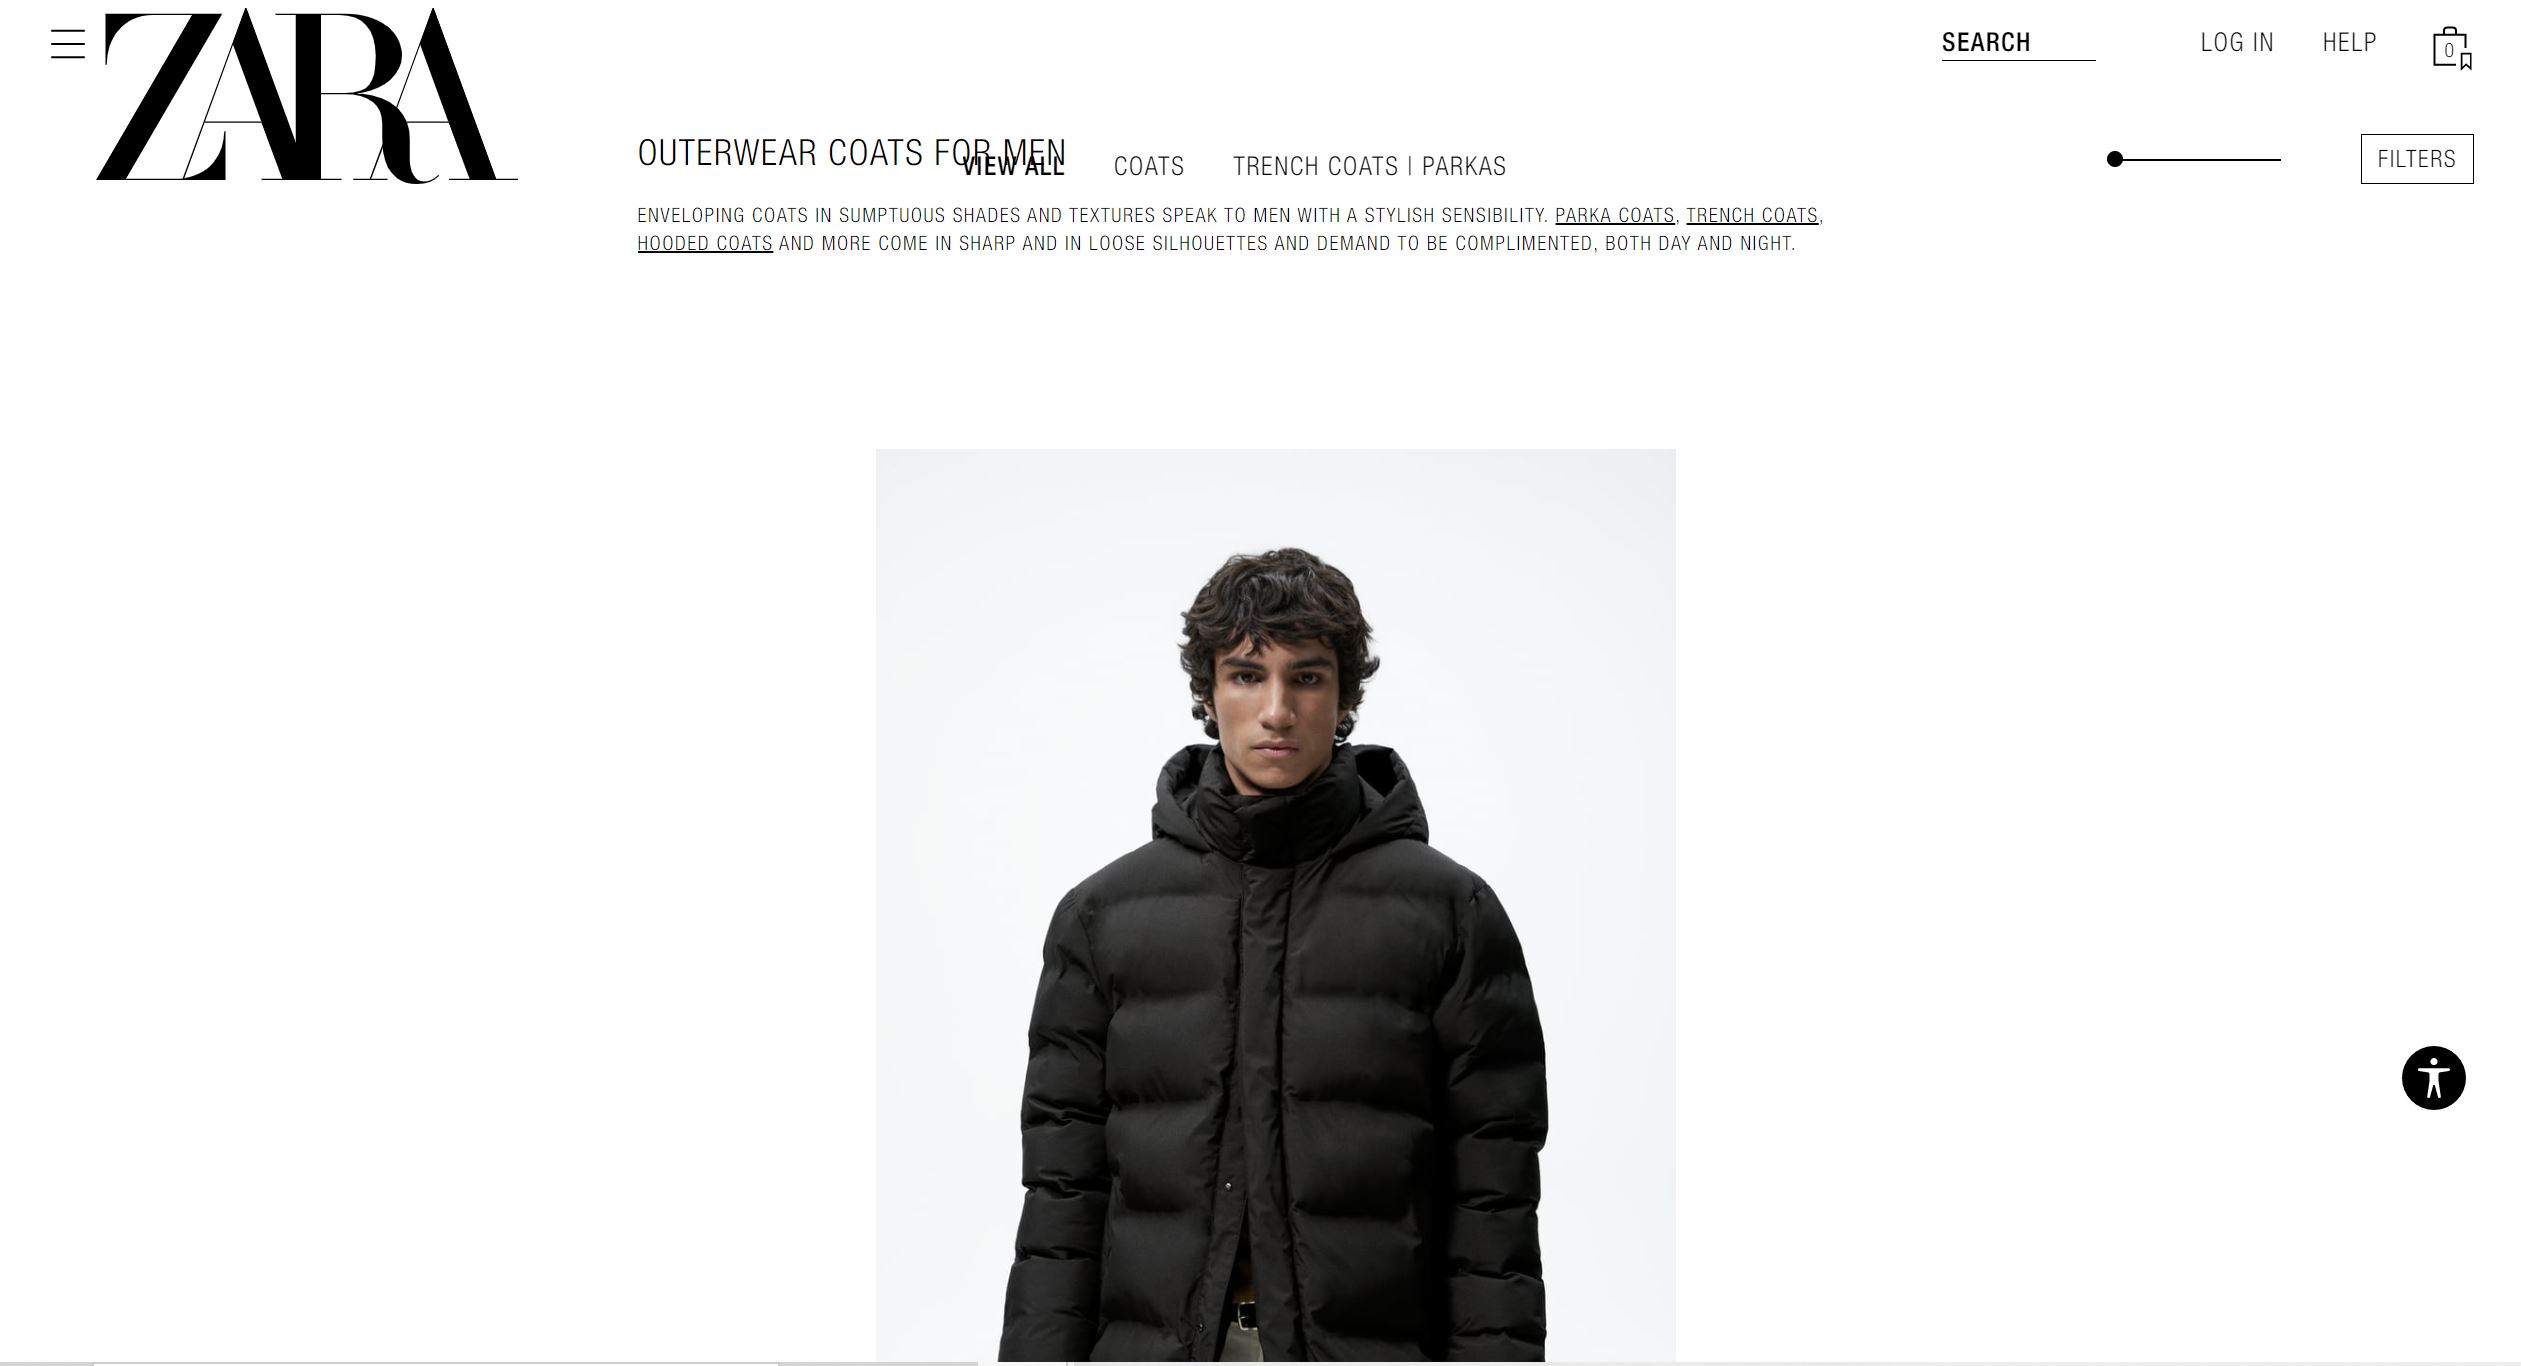 ZARA
SEARCH
LOG IN
HELP
0
OUTERWEAR COATS FOR MEN
VIEW ALL
COATS
TRENCH COATS | PARKAS
FILTERS
ENVELOPING COATS IN SUMPTUOUS SHADES AND TEXTURES SPEAK TO MEN WITH A STYLISH SENSIBILITY. PARKA COATS, TRENCH COATS,
HOODED COATS AND MORE COME IN SHARP AND IN LOOSE SILHOUETTES AND DEMAND TO BE COMPLIMENTED, BOTH DAY AND NIGHT.